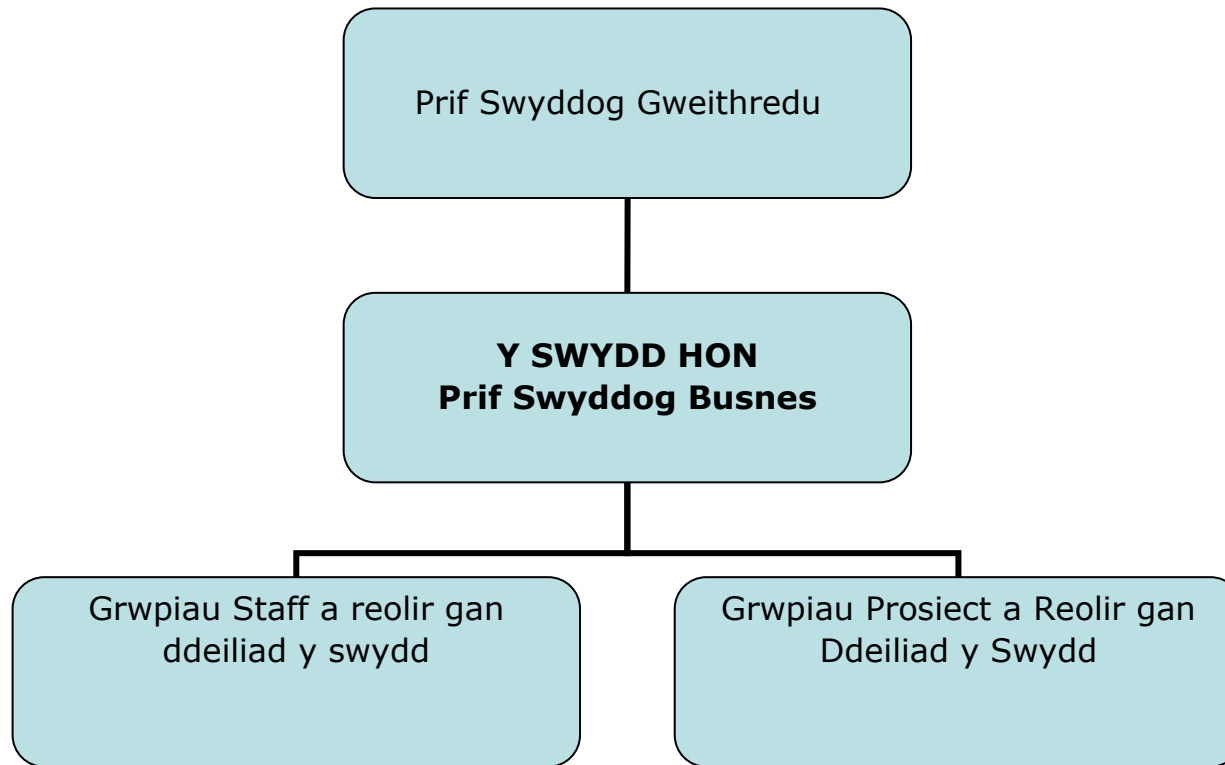 Prif Swyddog Gweithredu
Y SWYDD HON
Prif Swyddog Busnes
Grwpiau Staff a reolir gan
ddeiliad y swydd
Grwpiau Prosiect a Reolir gan
Ddeiliad y Swydd